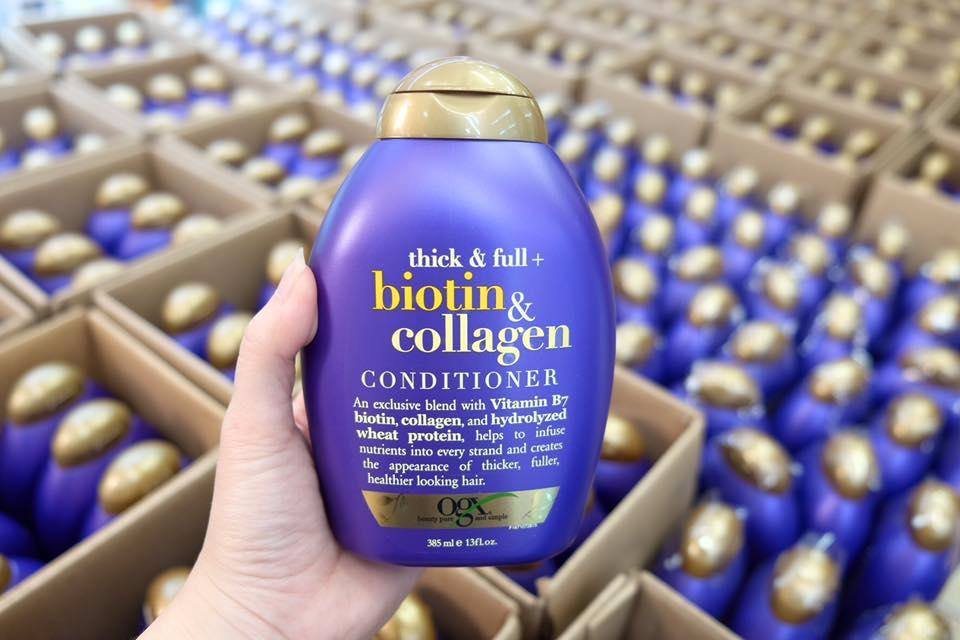 thick & full +
biotin &
collagen
CONDITIONER
An exclusive blend with Vitamin B7
biotin, collagen, and hydrolyzed
wheat protein, helps to infuse
nutrients into every strand and creates
the appearance of thicker, fuller,
healthier looking hair.
ogx
beauty pure and simple
385 ml e 13fl.oz.